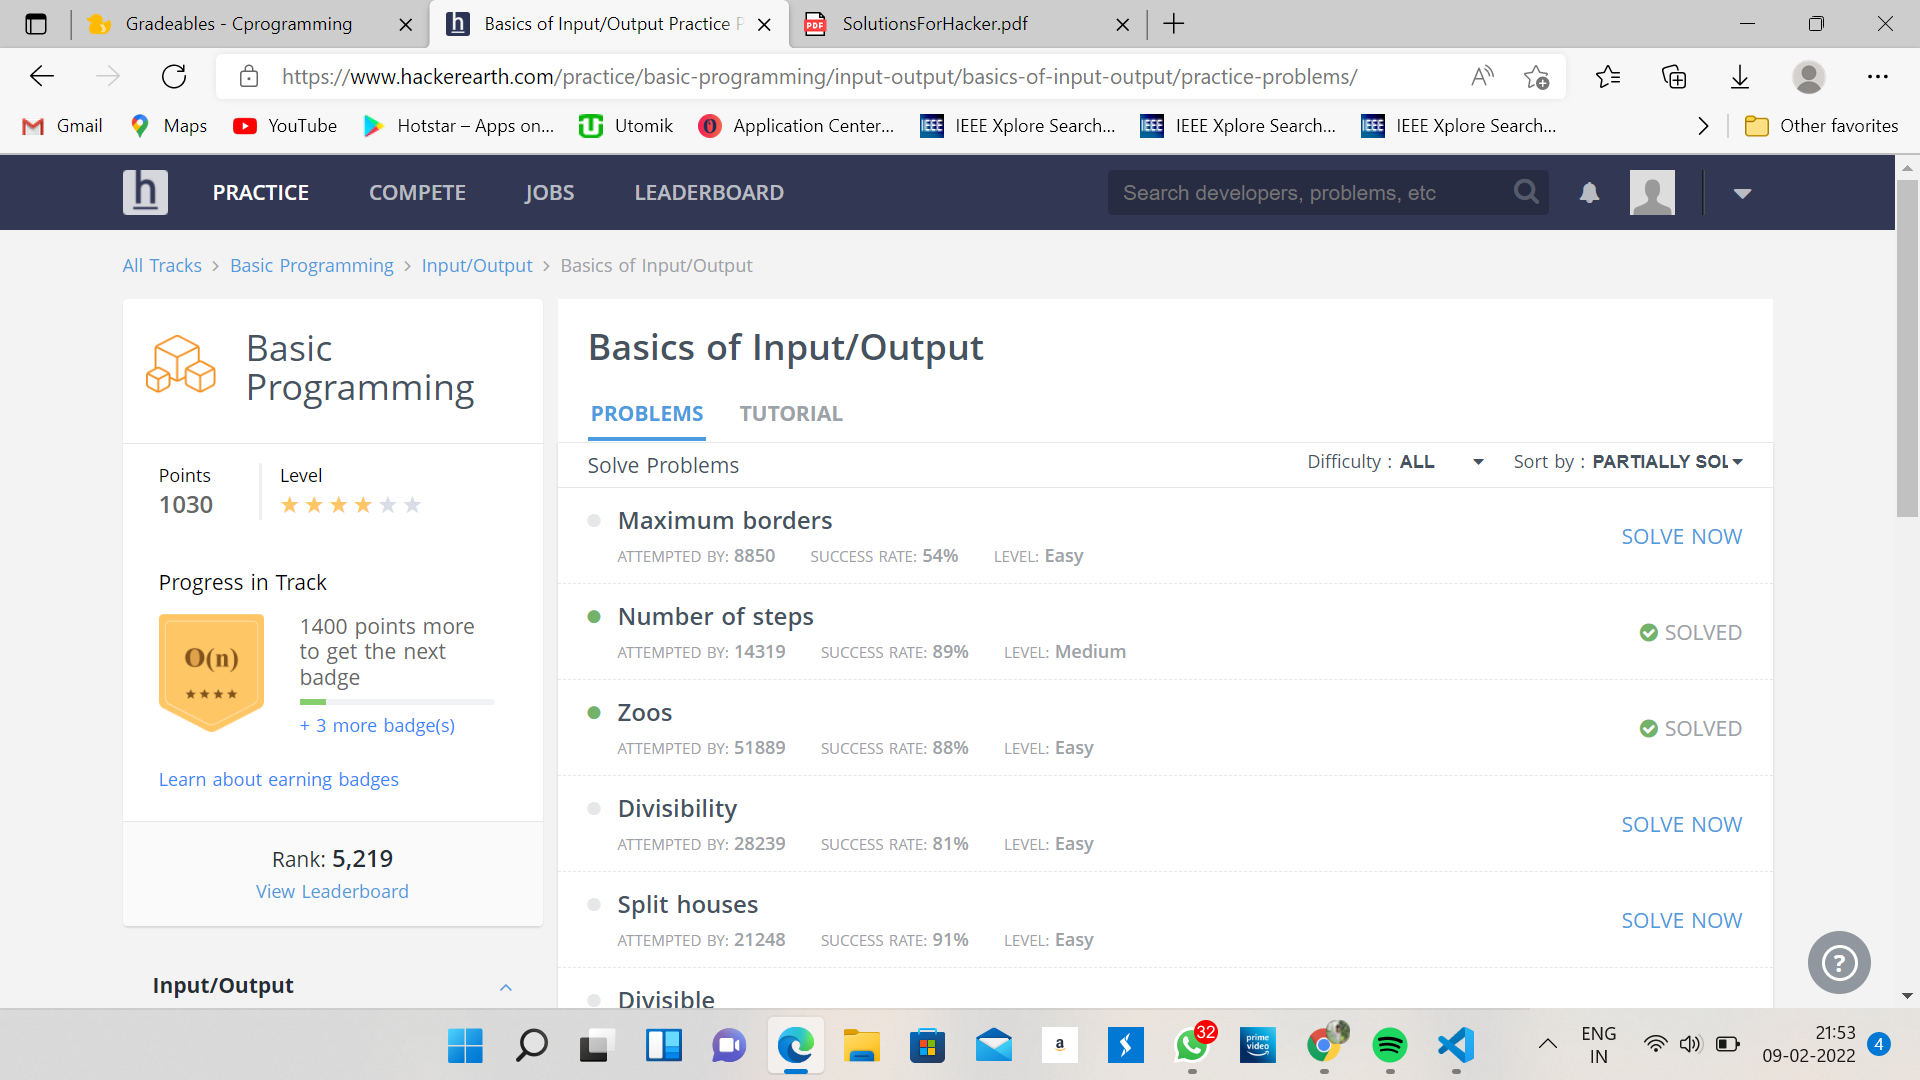 Gradeables - Cprogramming
Basics of Input/Output Practice P
SolutionsForHacker.pdf
https://www.hackerearth.com/practice/basic-programming/input-output/basics-of-input-output/practice-problems/
Gmail
Maps
YouTube
Hotstar – Apps on...
Utomik
Application Center...
IEEE Xplore Search...
IEEE Xplore Search...
IEEE Xplore Search...
Other favorites
h
PRACTICE
COMPETE
JOBS
LEADERBOARD
Search developers, problems, etc
All Tracks > Basic Programming > Input/Output > Basics of Input/Output
Basic
Programming
Points
1030
Level
Progress in Track
O(n)
1400 points more
to get the next
badge
+ 3 more badge(s)
Learn about earning badges
Rank: 5,219
View Leaderboard
Input/Output
Basics of Input/Output
PROBLEMS
TUTORIAL
Solve Problems
Difficulty : ALL
Sort by : PARTIALLY SOL
Maximum borders
ATTEMPTED BY: 8850 SUCCESS RATE: 54% LEVEL: Easy
SOLVE NOW
Number of steps
ATTEMPTED BY: 14319 SUCCESS RATE: 89% LEVEL: Medium
SOLVED
Zoos
ATTEMPTED BY: 51889 SUCCESS RATE: 88% LEVEL: Easy
SOLVED
Divisibility
ATTEMPTED BY: 28239 SUCCESS RATE: 81% LEVEL: Easy
SOLVE NOW
Split houses
ATTEMPTED BY: 21248 SUCCESS RATE: 91% LEVEL: Easy
SOLVE NOW
Divisible
?
32
prime
video
ENG
IN
21:53
09-02-2022
4